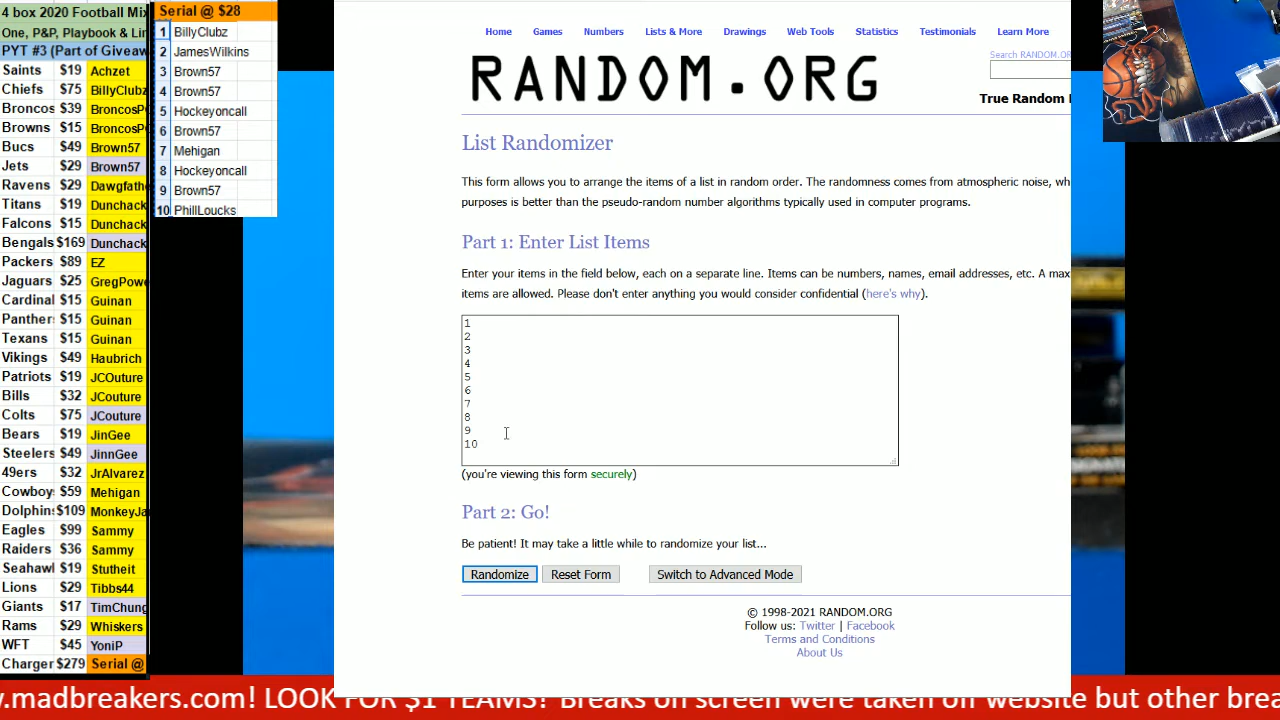 4 box 2020 Football Mix
One, P&P, Playbook & Lim
PYT #3 (Part of Giveaw
Saints $19 Achzet
Chiefs $75 BillyClubz
Broncos $39 BroncosPC
Browns $15 BroncosPC
Bucs $49 Brown57
Jets $29 Brown57
Ravens $29 Dawgfathe
Titans $19 Dunchack
Falcons $15 Dunchack
Bengals $169 Dunchack
Packers $89 EZ
Jaguars $25 GregPowe
Cardinal $15 Guinan
Panther $15 Guinan
Texans $15 Guinan
Vikings $49 Haubrich
Patriots $19 JCOuture
Bills $32 JCouture
Colts $75 JCouture
Bears $19 JinGee
Steelers $49 JinnGee
49ers $32 JrAlvarez
Cowboy $59 Mehigan
Dolphin $109 MonkeyJa
Eagles $99 Sammy
Raiders $36 Sammy
Seahaw $19 Stutheit
Lions $29 Tibbs44
Giants $17 TimChung
Rams $29 Whiskers
WFT $45 YoniP
Charger $279 Serial @
Serial @ $28
1 BillyClubz
2 JamesWilkins
3 Brown57
4 Brown57
5 Hockeyoncall
6 Brown57
7 Mehigan
8 Hockeyoncall
9 Brown57
10 PhillLoucks
Home Games Numbers Lists & More Drawings Web Tools Statistics Testimonials Learn More
RANDOM.ORG
Search RANDOM.OR
True Random
List Randomizer
This form allows you to arrange the items of a list in random order. The randomness comes from atmospheric noise, wh
purposes is better than the pseudo-random number algorithms typically used in computer programs.
Part 1: Enter List Items
Enter your items in the field below, each on a separate line. Items can be numbers, names, email addresses, etc. A max
items are allowed. Please don't enter anything you would consider confidential (here's why).
1
2
3
4
5
6
7
8
9
10
(you're viewing this form securely)
Part 2: Go!
Be patient! It may take a little while to randomize your list...
Randomize Reset Form Switch to Advanced Mode
© 1998-2021 RANDOM.ORG
Follow us: Twitter | Facebook
Terms and Conditions
About Us
.madbreakers.com! LOOK FOR $1 TEAMS! Breaks on screen were taken off website but other brea